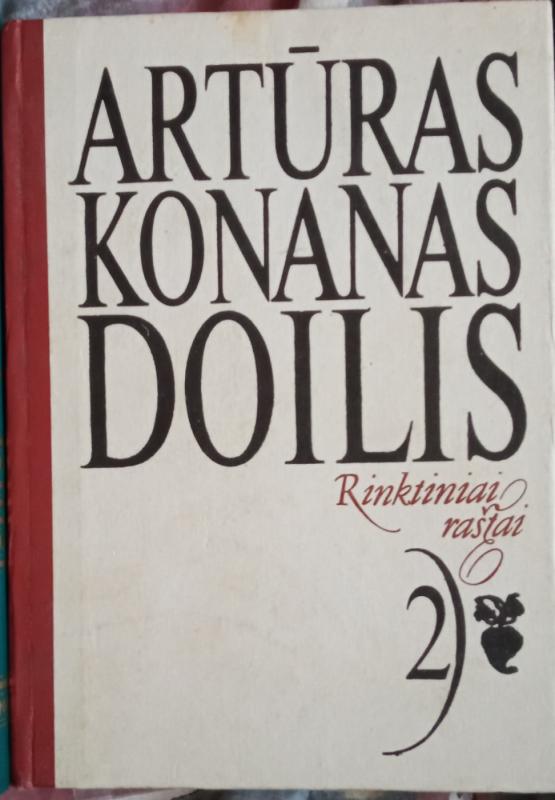 ARTŪRAS
KONANAS
DOILIS
Rinktiniai
raštai
2